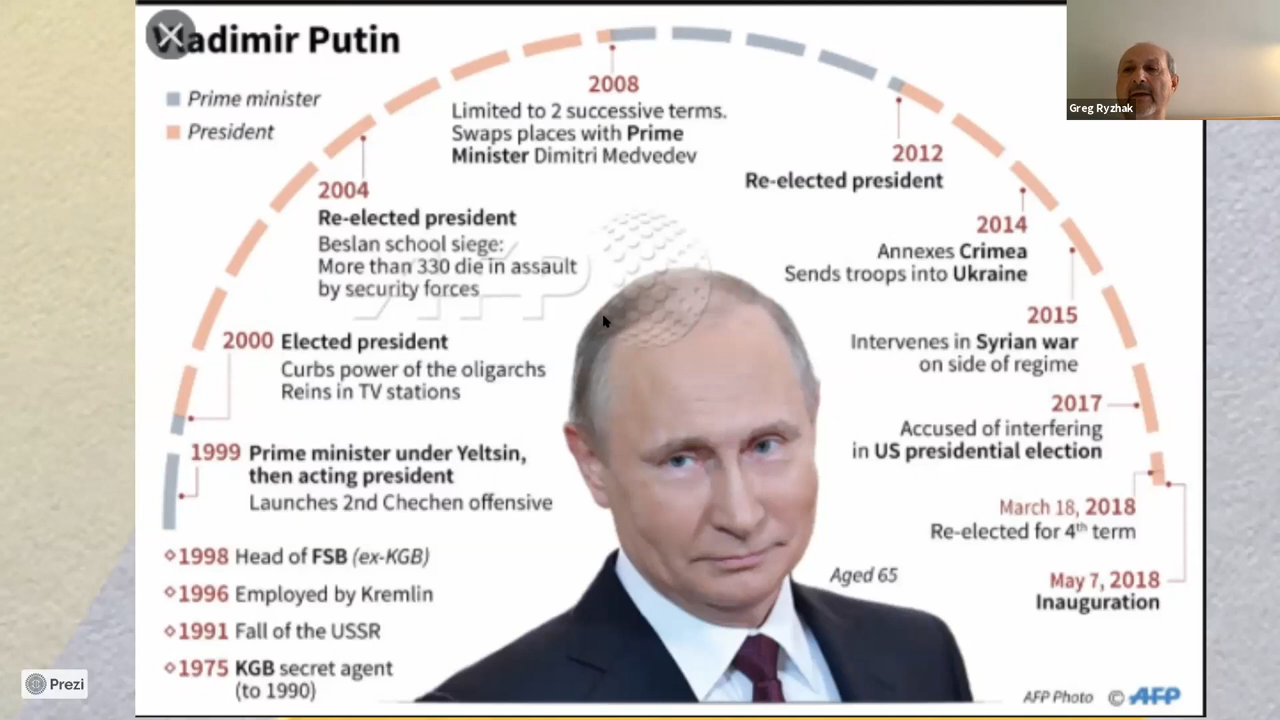 Vladimir Putin
Prime minister
President
2008
Limited to 2 successive terms.
Swaps places with Prime
Minister Dimitri Medvedev
2012
Re-elected president
2004
Re-elected president
Beslan school siege:
More than 330 die in assault
by security forces
2014
Annexes Crimea
Sends troops into Ukraine
2015
Intervenes in Syrian war
on side of regime
2000 Elected president
Curbs power of the oligarchs
Reins in TV stations
2017
Accused of interfering
in US presidential election
1999 Prime minister under Yeltsin,
then acting president
Launches 2nd Chechen offensive
March 18, 2018
Re-elected for 4th term
May 7, 2018
Inauguration
1998 Head of FSB (ex-KGB)
1996 Employed by Kremlin
1991 Fall of the USSR
1975 KGB secret agent
(to 1990)
Aged 65
AFP Photo © AFP
AFP
Greg Ryzhak
Prezi